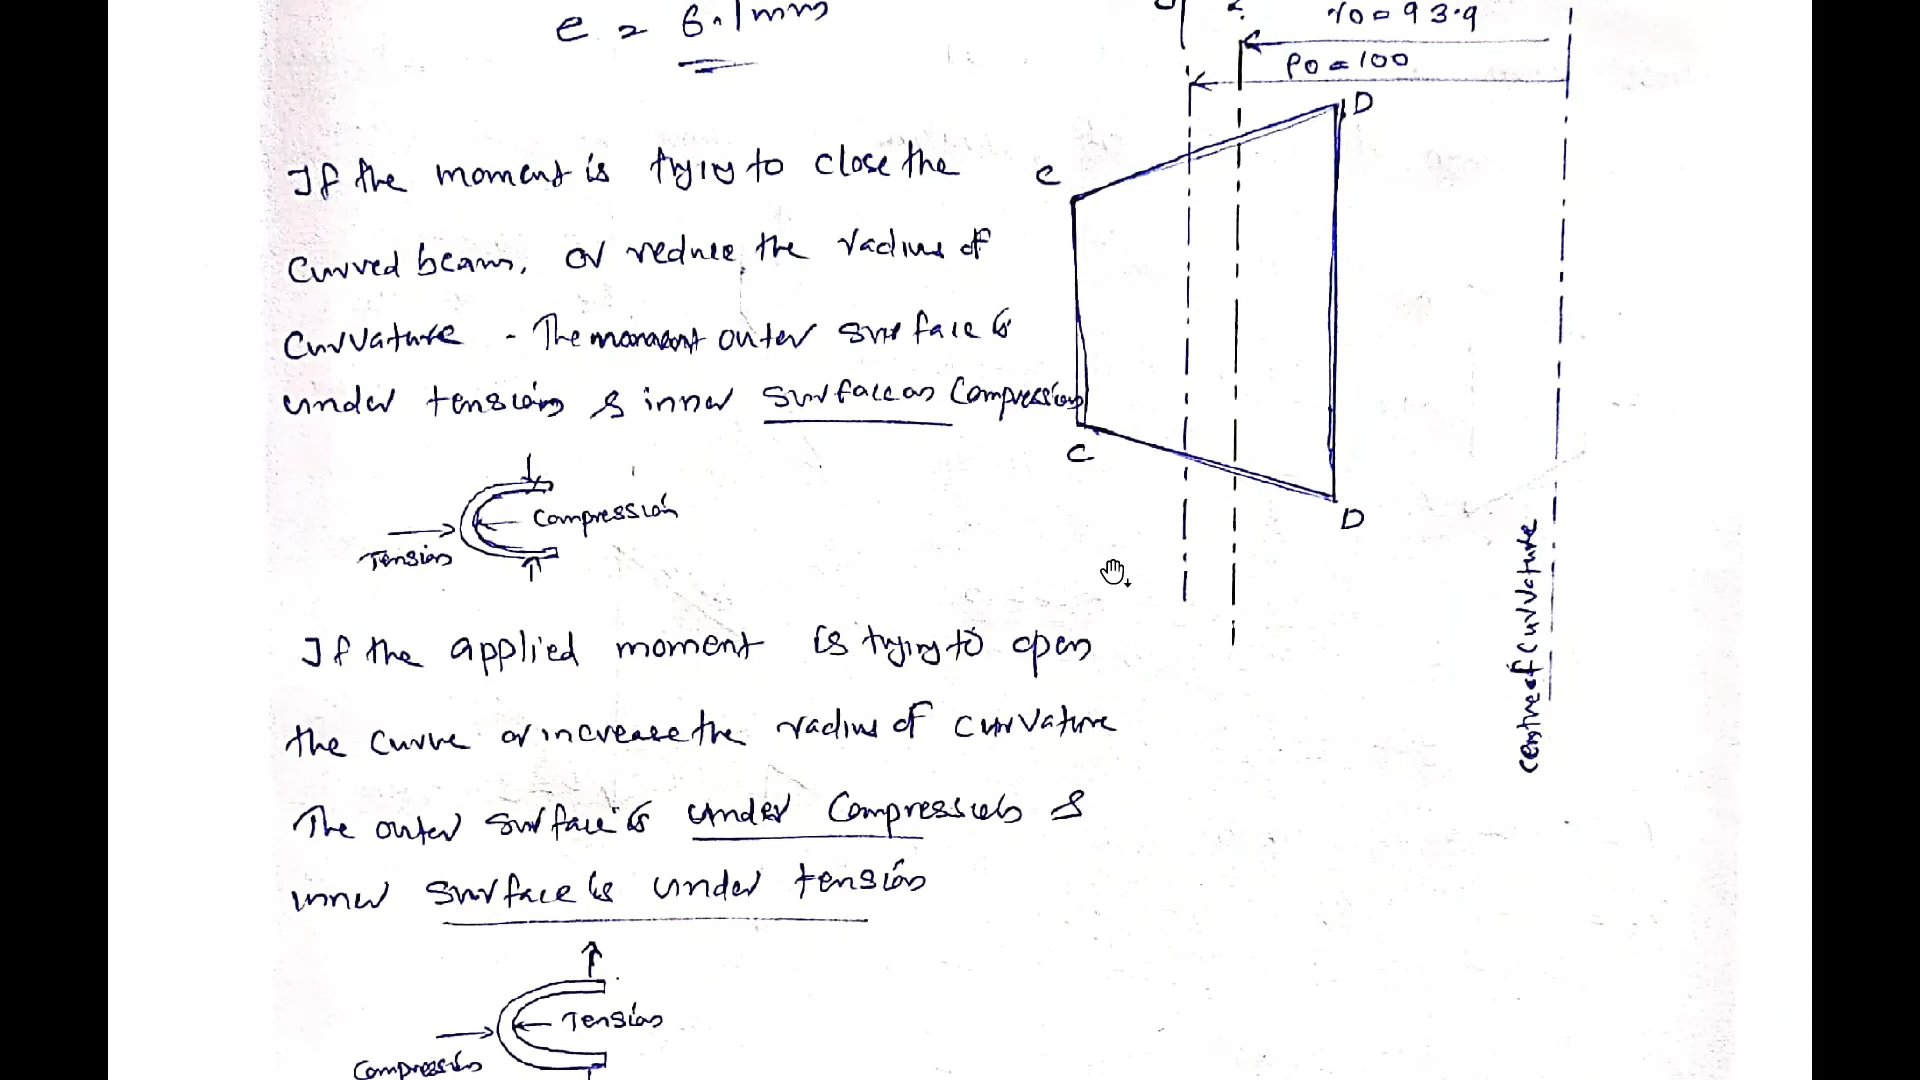 e = 6.1mm
r0 = 93.9
ρ0 = 100
D
C
If the moment is trying to close the
Curved beam, or reduce the radius of
Curvature - The moment outer surface is
under tension & inner surface as Compression
C
D
Compression
Tension
If the applied moment is trying to open
the curve or increase the radius of curvature
The outer surface is under Compression &
inner surface is under tension
centre of Curvature
Tension
Compression